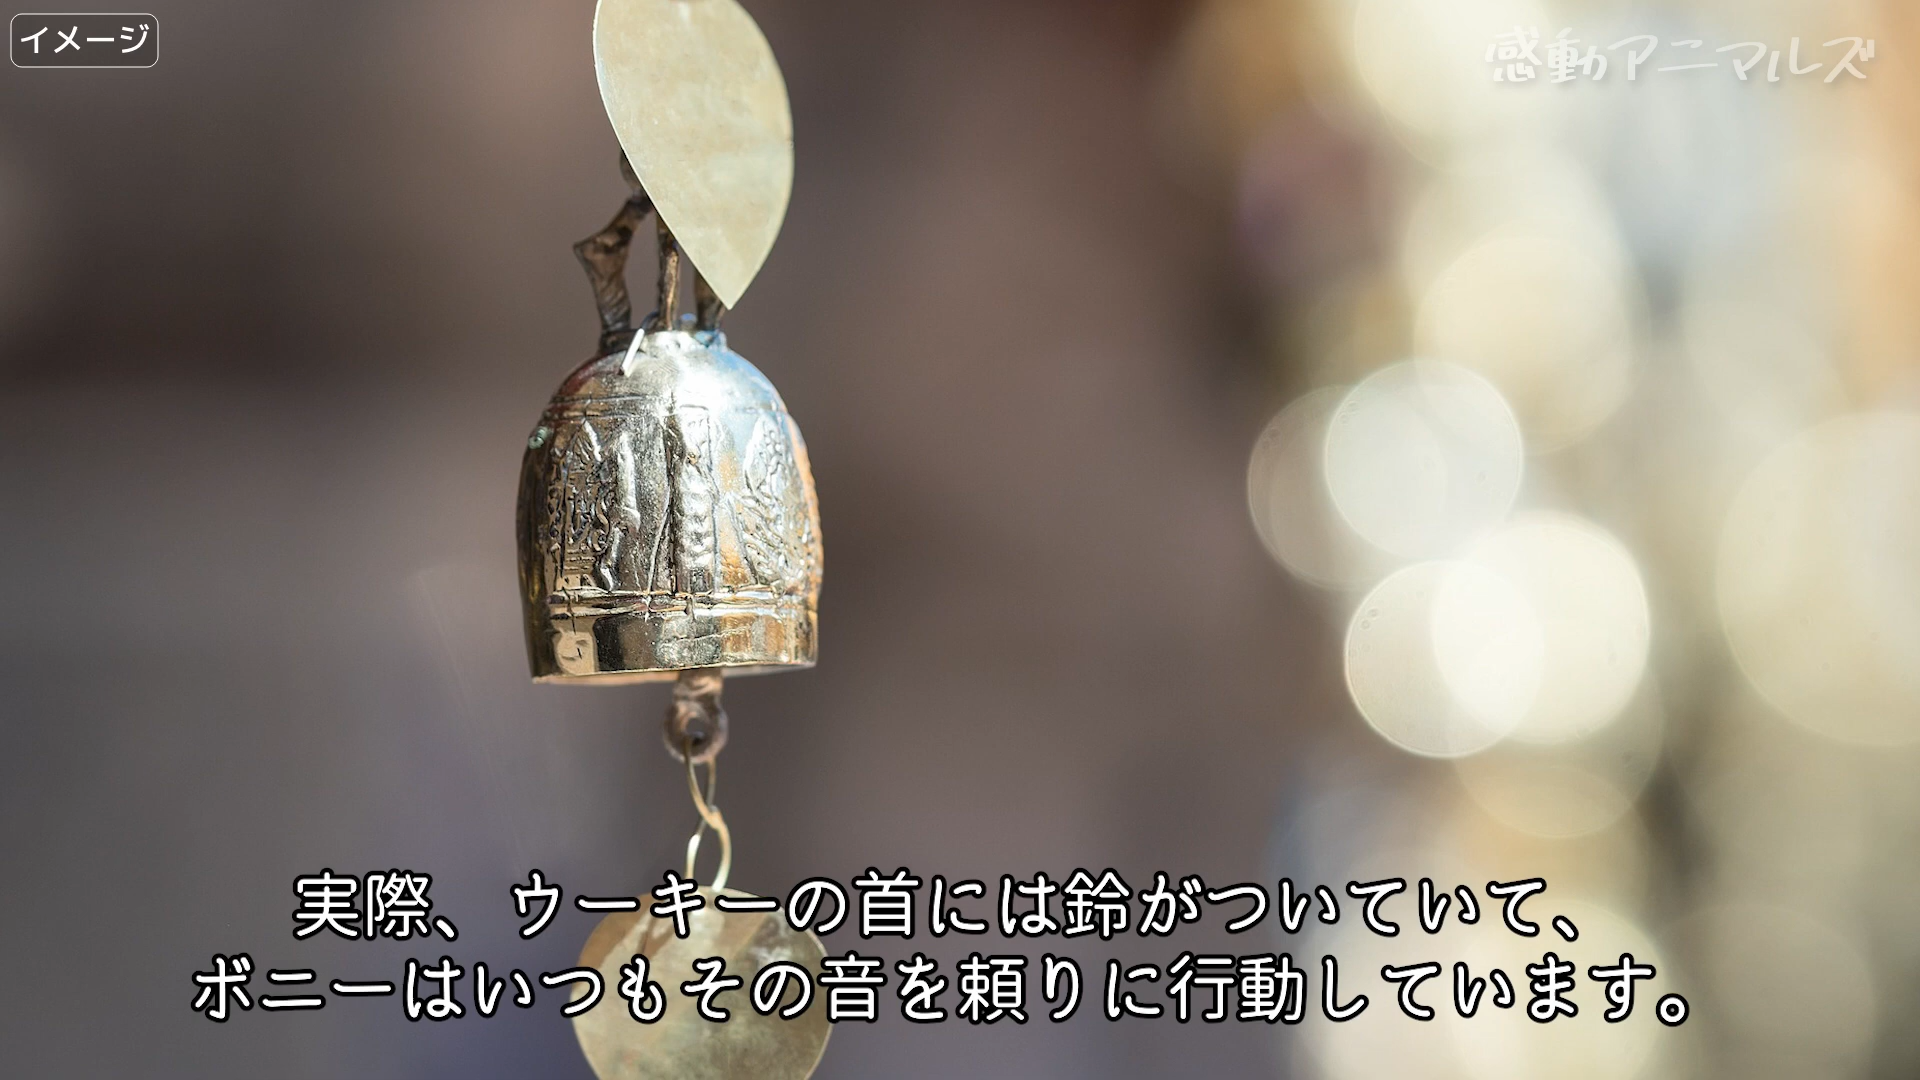 イメージ
感動アニマルズ
実際、ウーキーの首には鈴がついていて、
ボニーはいつもその音を頼りに行動しています。